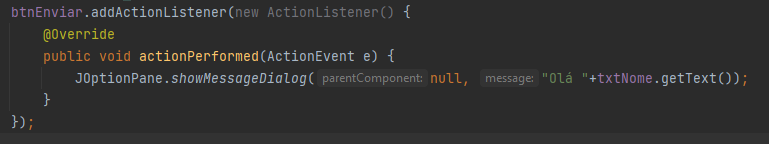 btnEnviar.addActionListener(new ActionListener() {
@Override
public void actionPerformed(ActionEvent e) {
JOptionPane.showMessageDialog( parentComponent: null, message: "Olá "+txtNome.getText());
}
});